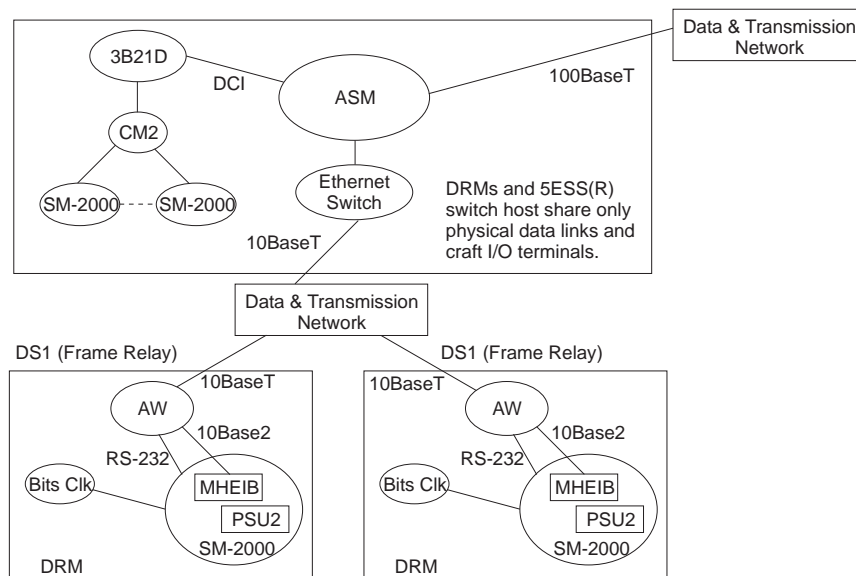 Data & Transmission
Network
3B21D
DCI
ASM
100BaseT
CM2
SM-2000
SM-2000
Ethernet
Switch
DRMs and 5ESS(R)
switch host share only
physical data links and
craft I/O terminals.
10BaseT
Data & Transmission
Network
DS1 (Frame Relay)
DS1 (Frame Relay)
10BaseT
AW
10Base2
RS-232
Bits Clk
MHEIB
PSU2
SM-2000
DRM
10BaseT
AW
10Base2
RS-232
Bits Clk
MHEIB
PSU2
SM-2000
DRM